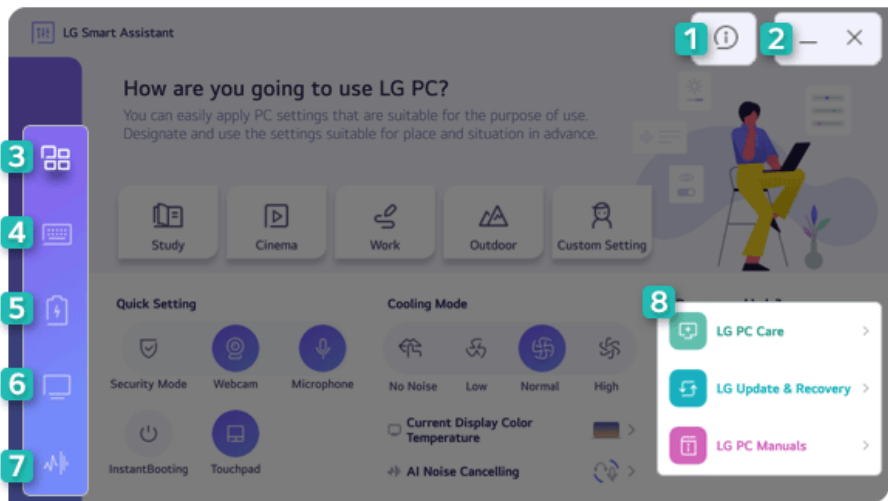 LG Smart Assistant
1
2
How are you going to use LG PC?
You can easily apply PC settings that are suitable for the purpose of use.
Designate and use the settings suitable for place and situation in advance.
3
4
5
6
7
Study
Cinema
Work
Outdoor
Custom Setting
Quick Setting
Security Mode
Webcam
Microphone
InstantBooting
Touchpad
Cooling Mode
No Noise
Low
Normal
High
Current Display Color
Temperature
AI Noise Cancelling
8
LG PC Care
LG Update & Recovery
LG PC Manuals